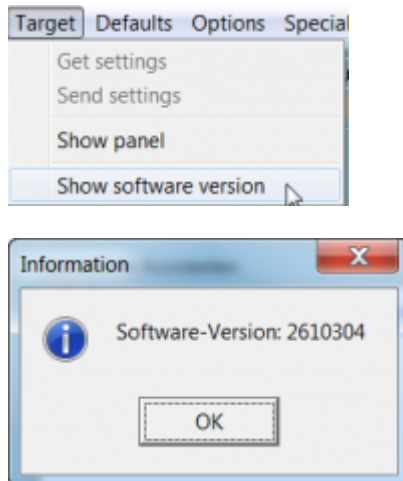 Target Defaults Options Special
Get settings
Send settings
Show panel
Show software version
Information
Software-Version: 2610304
OK